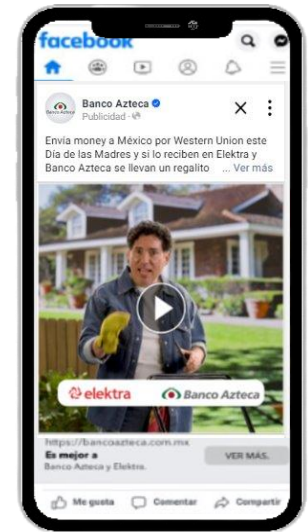 facebook
Banco Azteca
Publicidad
Envía money a México por Western Union este
Día de las Madres y si lo reciben en Elektra y
Banco Azteca se llevan un regalito ... Ver más
elektra
Banco Azteca
https://bancoazteca.com.mx
Es mejor a
Banco Azteca y Elektra.
VER MÁS.
Me gusta
Comentar
Compartir